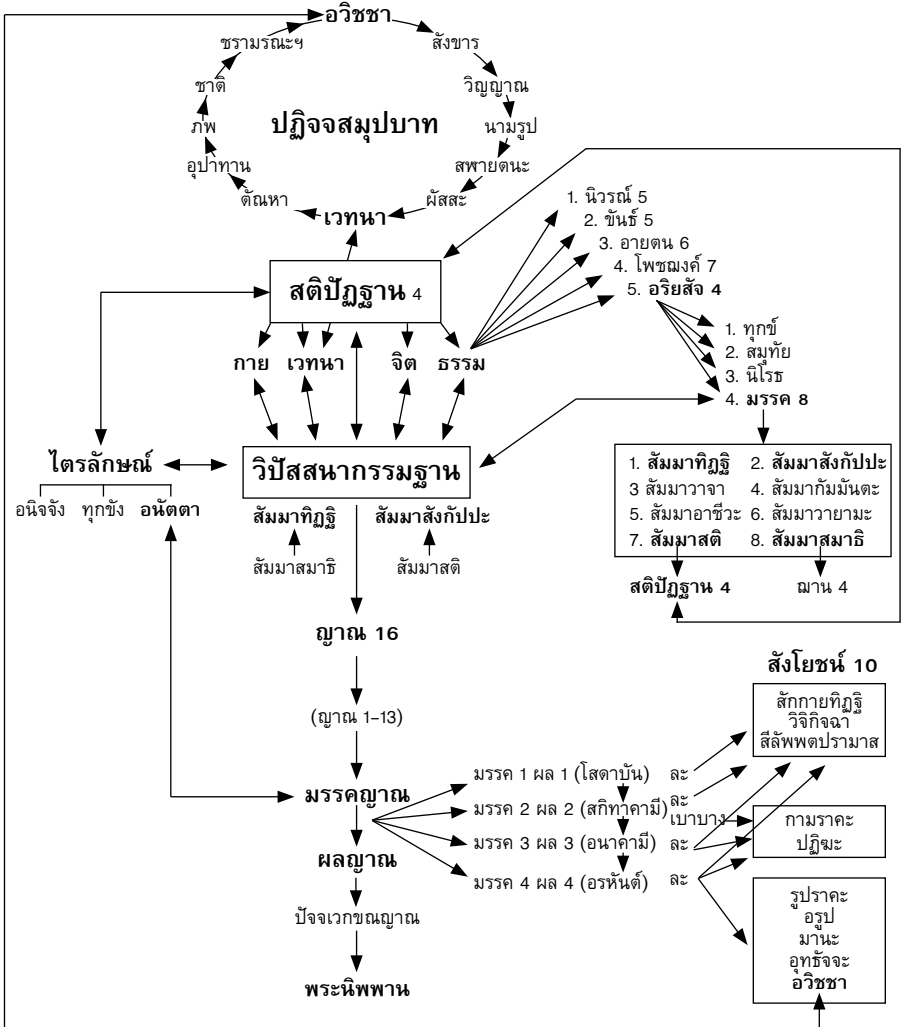 อวิชชา
ชรามรณะฯ
สังขาร
ชาติ
วิญญาณ
ปฏิจจสมุปบาท
ภพ
นามรูป
อุปาทาน
สพายตนะ
ตัณหา
ผัสสะ
เวทนา
1. นิวรณ์ 5
2. ขันธ์ 5
3. อายตน 6
4. โพชฌงค์ 7
5. อริยสัจ 4
สติปัฏฐาน 4
1. ทุกข์
2. สมุทัย
3. นิโรธ
4. มรรค 8
กาย เวทนา จิต ธรรม
ไตรลักษณ์
วิปัสสนากรรมฐาน
1. สัมมาทิฎฐิ 2. สัมมาสังกัปปะ
3 สัมมาวาจา 4. สัมมากัมมันตะ
5. สัมมาอาชีวะ 6. สัมมาวายามะ
7. สัมมาสติ 8. สัมมาสมาธิ
อนิจจัง ทุกขัง อนัตตา
สัมมาทิฏฐิ สัมมาสังกัปปะ
สัมมาสมาธิ สัมมาสติ
สติปัฏฐาน 4 ฌาน 4
ญาณ 16
สังโยชน์ 10
(ญาณ 1-13)
สักกายทิฏฐิ
วิจิกิจฉา
สีลัพพตปรามาส
มรรคญาณ
มรรค 1 ผล 1 (โสดาบัน) ละ
มรรค 2 ผล 2 (สกิทาคามี) ละ
เบาบาง
มรรค 3 ผล 3 (อนาคามี) ละ
มรรค 4 ผล 4 (อรหันต์) ละ
กามราคะ
ปฏิฆะ
ผลญาณ
ปัจจเวกขณญาณ
พระนิพพาน
รูปราคะ
อรูป
มานะ
อุทธัจจะ
อวิชชา